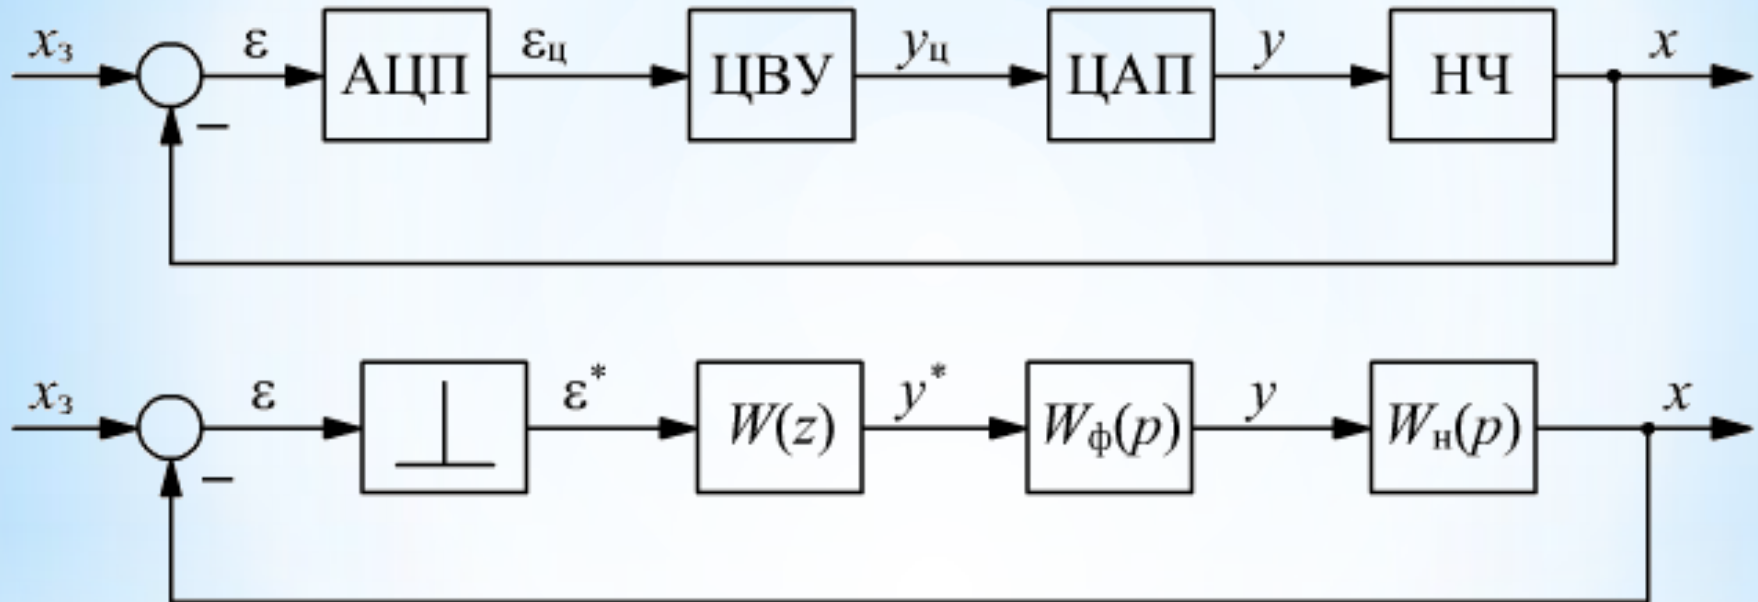 x₃ ε АЦП εц ЦВУ yц ЦАП y НЧ x
−
x₃ ε ε* W(z) y* Wф(p) y Wн(p) x
−